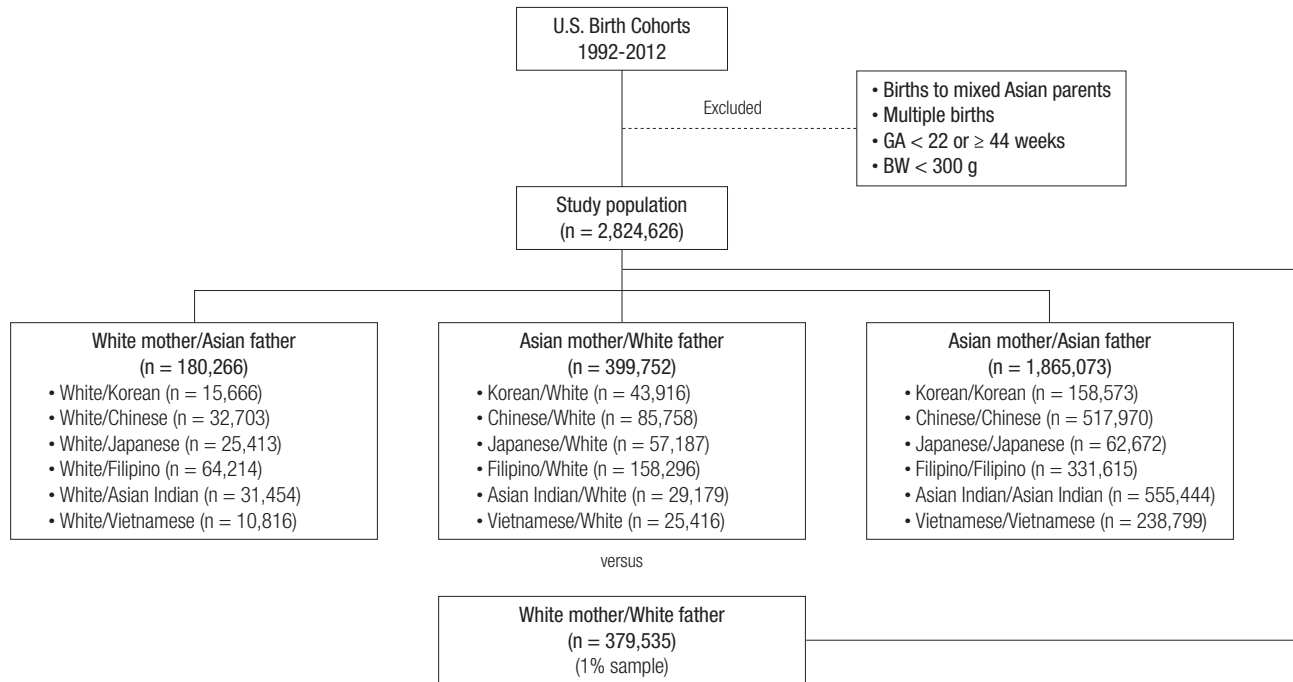 U.S. Birth Cohorts
1992-2012
Excluded
• Births to mixed Asian parents
• Multiple births
• GA < 22 or ≥ 44 weeks
• BW < 300 g
Study population
(n = 2,824,626)
White mother/Asian father
(n = 180,266)
• White/Korean (n = 15,666)
• White/Chinese (n = 32,703)
• White/Japanese (n = 25,413)
• White/Filipino (n = 64,214)
• White/Asian Indian (n = 31,454)
• White/Vietnamese (n = 10,816)
Asian mother/White father
(n = 399,752)
• Korean/White (n = 43,916)
• Chinese/White (n = 85,758)
• Japanese/White (n = 57,187)
• Filipino/White (n = 158,296)
• Asian Indian/White (n = 29,179)
• Vietnamese/White (n = 25,416)
Asian mother/Asian father
(n = 1,865,073)
• Korean/Korean (n = 158,573)
• Chinese/Chinese (n = 517,970)
• Japanese/Japanese (n = 62,672)
• Filipino/Filipino (n = 331,615)
• Asian Indian/Asian Indian (n = 555,444)
• Vietnamese/Vietnamese (n = 238,799)
versus
White mother/White father
(n = 379,535)
(1% sample)